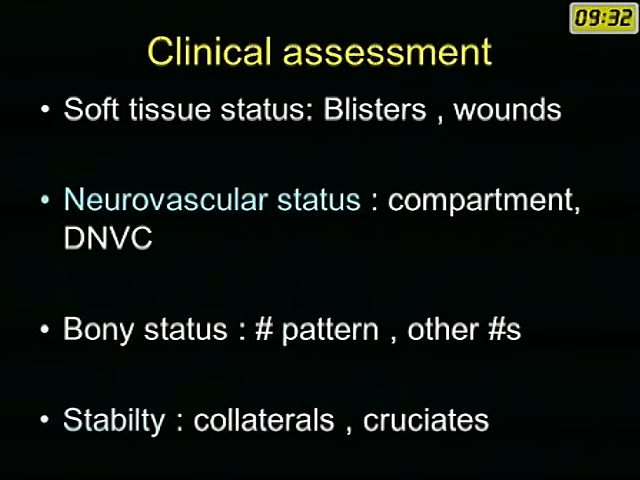 09:32
Clinical assessment
• Soft tissue status: Blisters , wounds
• Neurovascular status : compartment,
DNVC
• Bony status : # pattern , other #s
• Stabilty : collaterals , cruciates